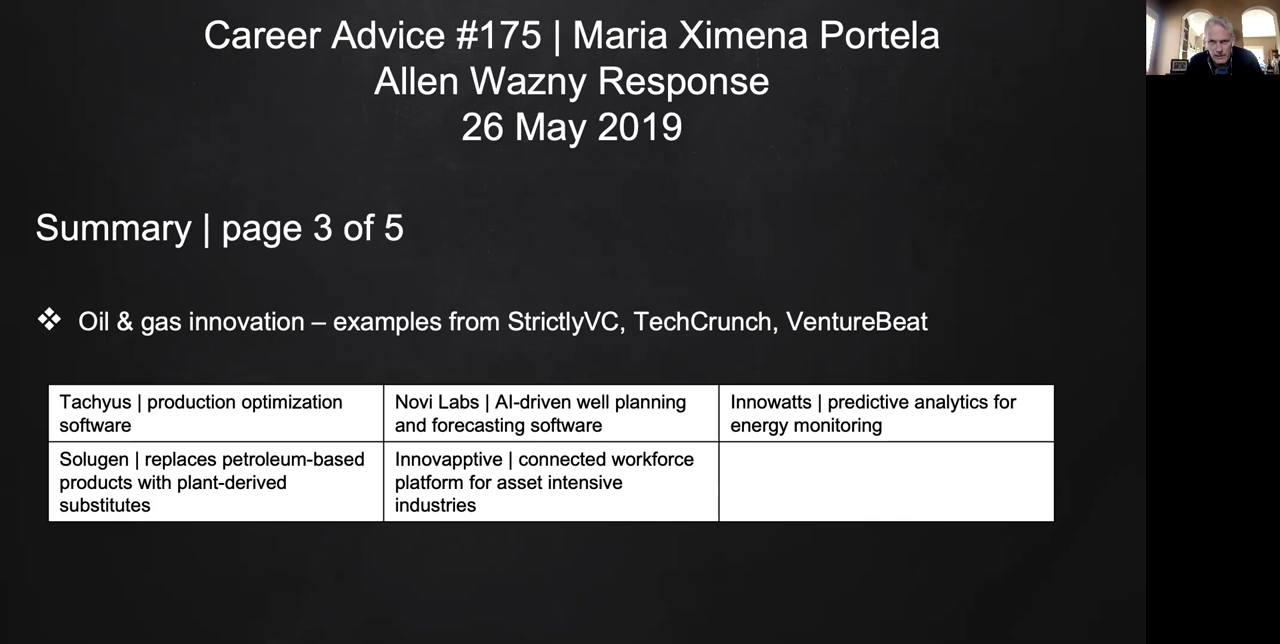 Career Advice #175 | Maria Ximena Portela
Allen Wazny Response
26 May 2019
Summary | page 3 of 5
❖ Oil & gas innovation – examples from StrictlyVC, TechCrunch, VentureBeat
Tachyus | production optimization
software
Novi Labs | AI-driven well planning
and forecasting software
Innowatts | predictive analytics for
energy monitoring
Solugen | replaces petroleum-based
products with plant-derived
substitutes
Innovapptive | connected workforce
platform for asset intensive
industries